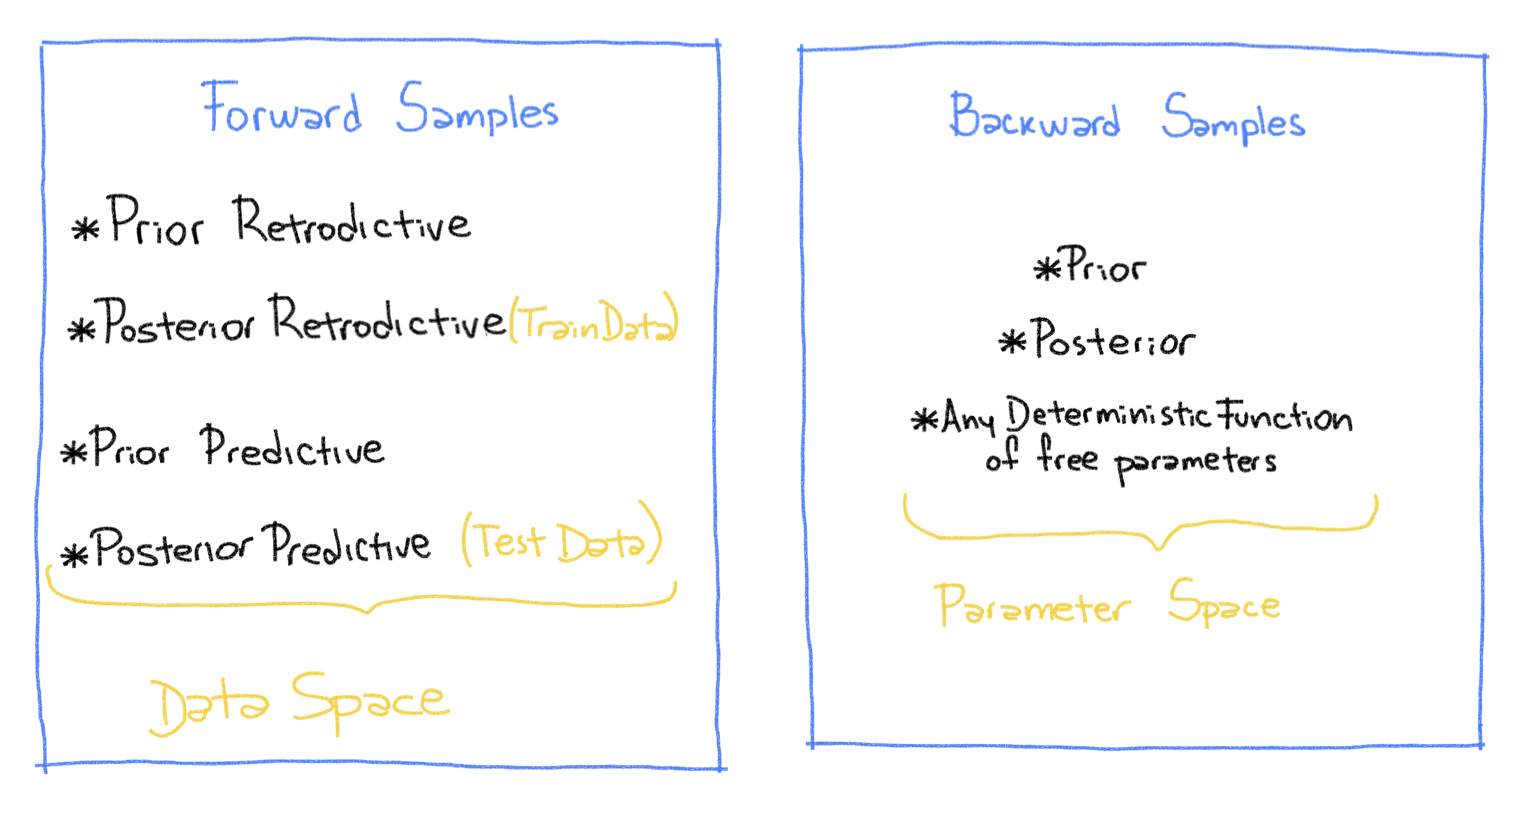 Forward Samples
*Prior Retrodictive
*Posterior Retrodictive (Train Data)
*Prior Predictive
*Posterior Predictive (Test Data)
Data Space
Backward Samples
*Prior
*Posterior
*Any Deterministic Function
of free parameters
Parameter Space